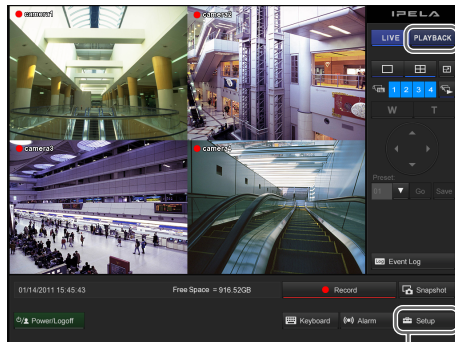 camera1
camera2
IPELA
LIVE
PLAYBACK
1 2 3 4
W T
camera3
Preset
01 Go Save
Event Log
01/14/2011 15:45:43
Free Space = 916.52GB
Record
Snapshot
Power/Logoff
Keyboard
Alarm
Setup